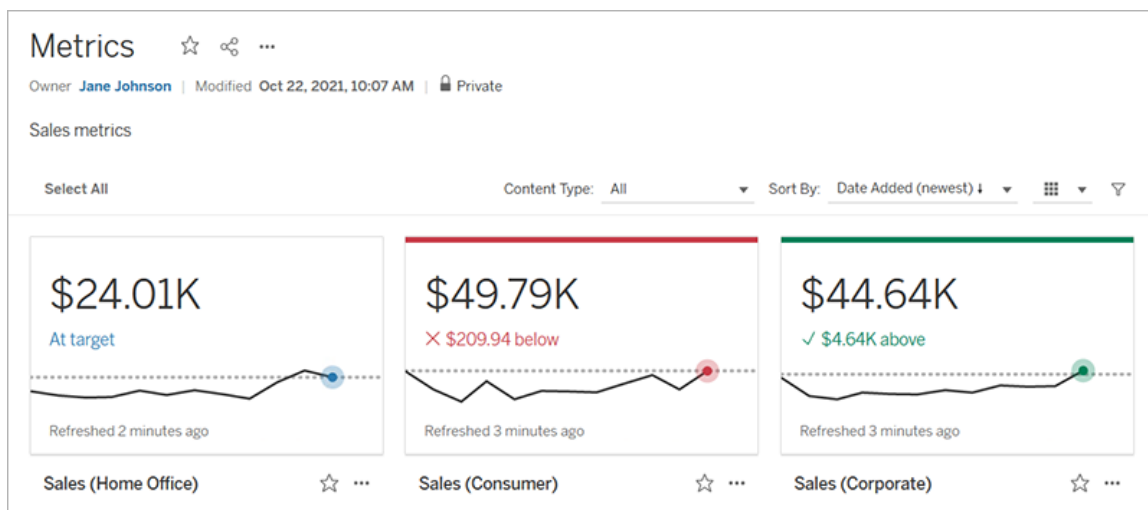 Metrics
Owner Jane Johnson | Modified Oct 22, 2021, 10:07 AM | Private
Sales metrics
Select All Content Type: All Sort By: Date Added (newest) ↓
$24.01K $49.79K $44.64K
At target × $209.94 below ✓ $4.64K above
Refreshed 2 minutes ago Refreshed 3 minutes ago Refreshed 3 minutes ago
Sales (Home Office) Sales (Consumer) Sales (Corporate)